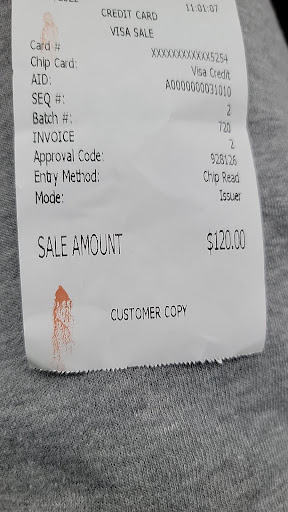 11:01:07
CREDIT CARD
VISA SALE
Card # XXXXXXXXXXXX5254
Chip Card: Visa Credit
AID: A0000000031010
SEQ #: 2
Batch #: 720
INVOICE 2
Approval Code: 928126
Entry Method: Chip Read
Mode: Issuer
SALE AMOUNT $120.00
CUSTOMER COPY